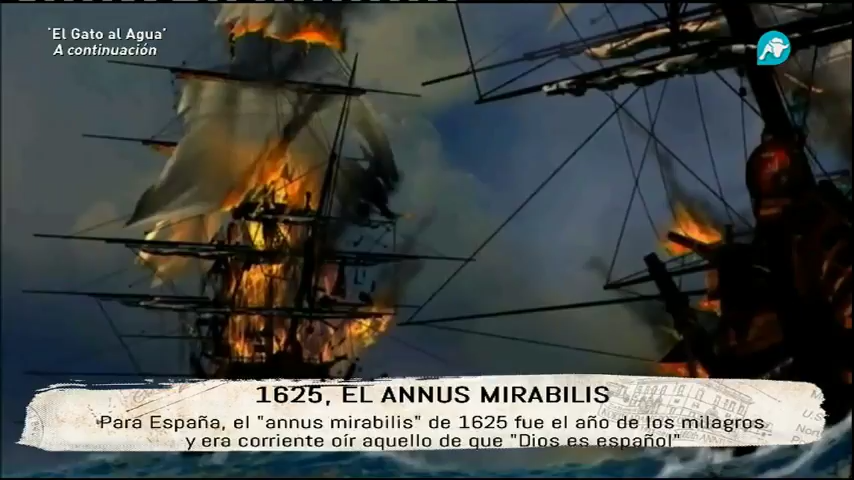 'El Gato al Agua'
A continuación
1625, EL ANNUS MIRABILIS
Para España, el "annus mirabilis" de 1625 fue el año de los milagros
y era corriente oír aquello de que "Dios es español"